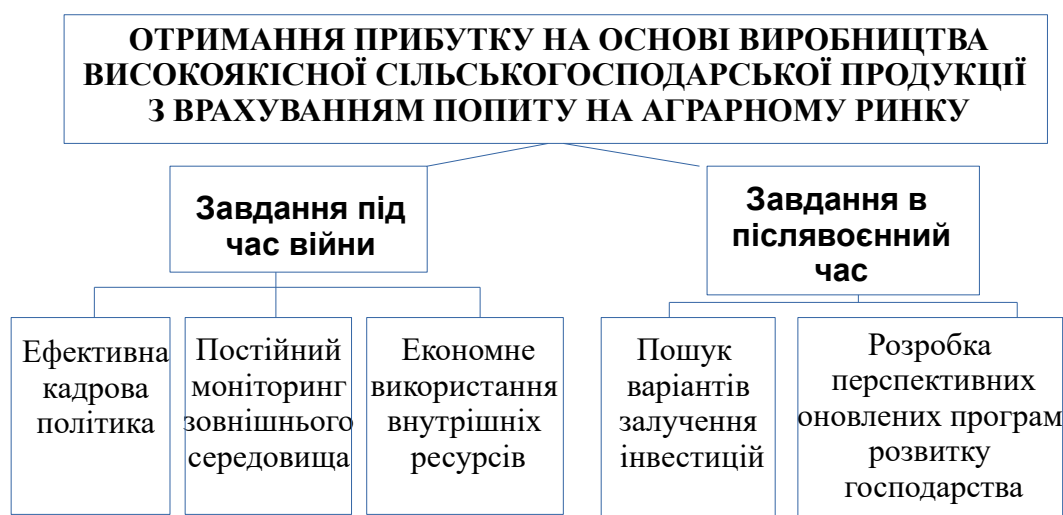 ОТРИМАННЯ ПРИБУТКУ НА ОСНОВІ ВИРОБНИЦТВА
ВИСОКОЯКІСНОЇ СІЛЬСЬКОГОСПОДАРСЬКОЇ ПРОДУКЦІЇ
З ВРАХУВАННЯМ ПОПИТУ НА АГРАРНОМУ РИНКУ
Завдання під
час війни
Завдання в
післявоєнний
час
Ефективна
кадрова
політика
Постійний
моніторинг
зовнішнього
середовища
Економне
використання
внутрішніх
ресурсів
Пошук
варіантів
залучення
інвестицій
Розробка
перспективних
оновлених програм
розвитку
господарства